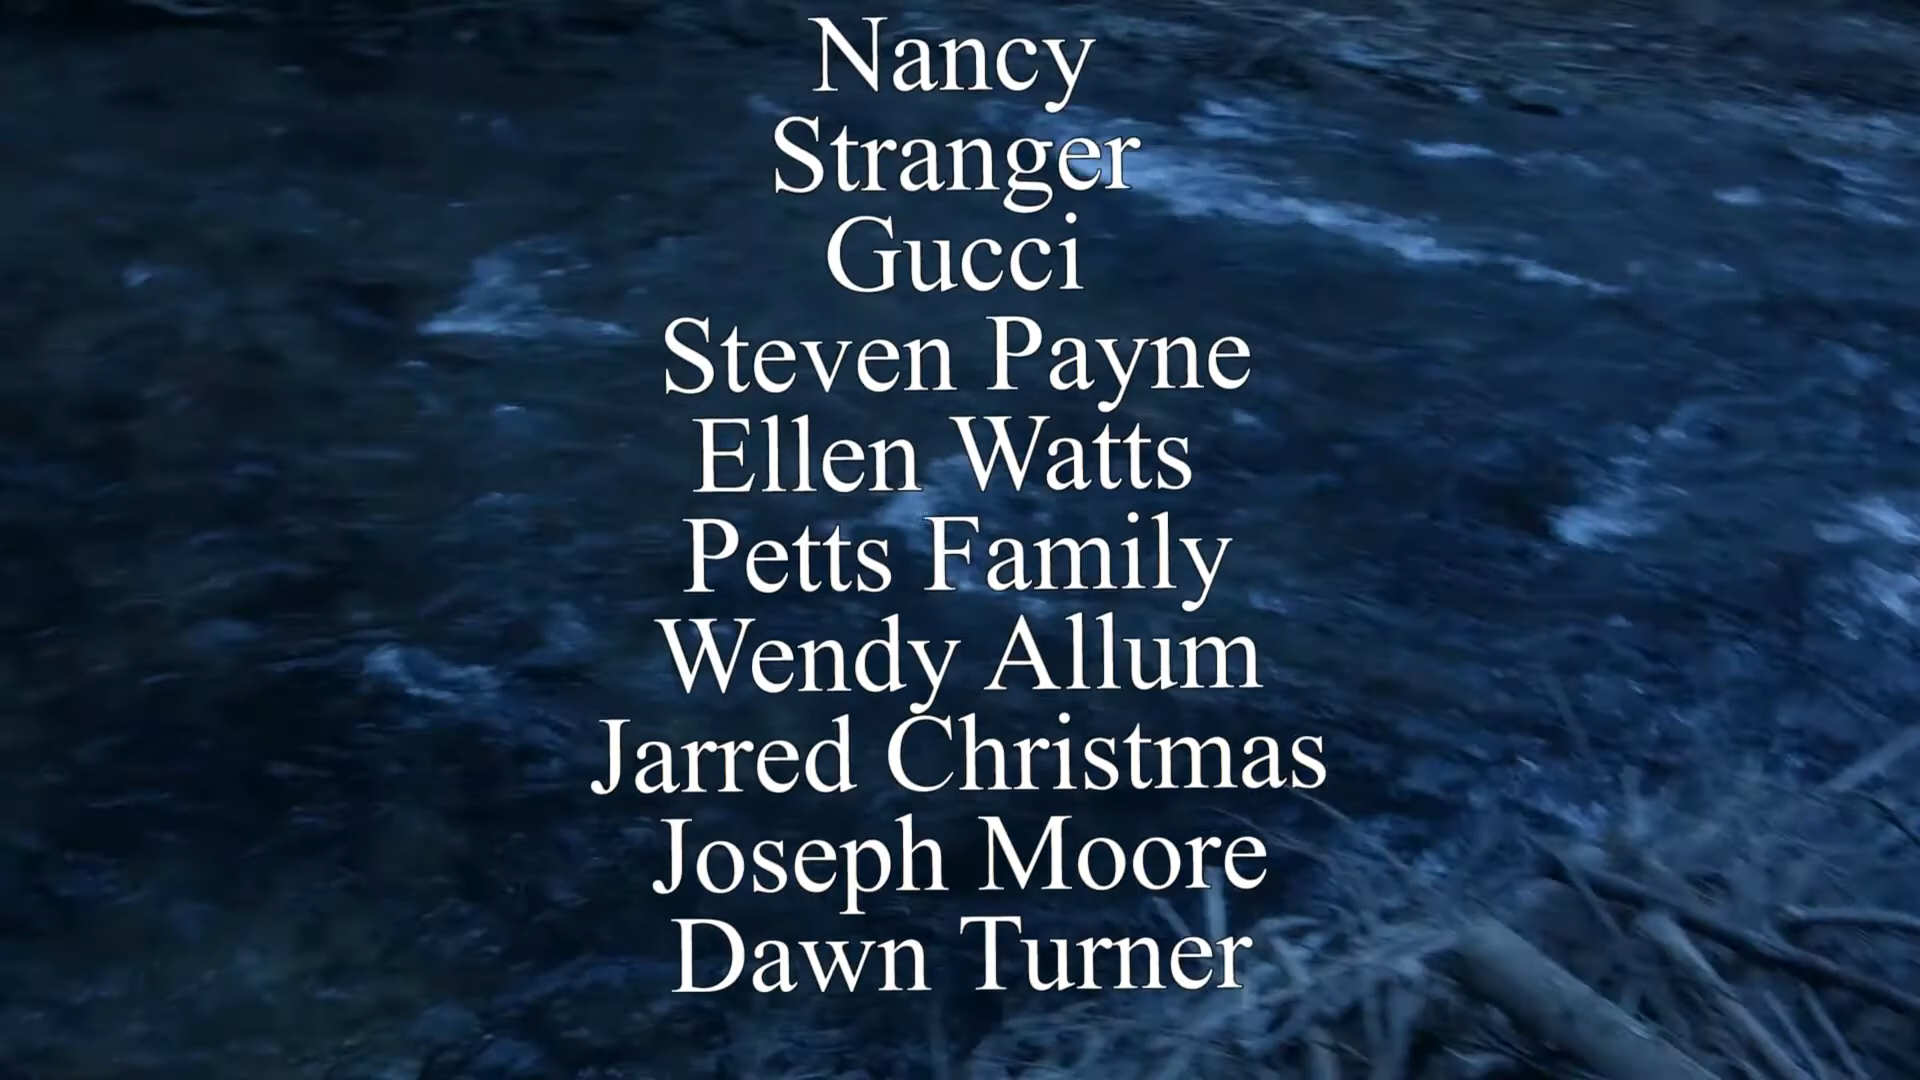 Nancy
Stranger
Gucci
Steven Payne
Ellen Watts
Petts Family
Wendy Allum
Jarred Christmas
Joseph Moore
Dawn Turner